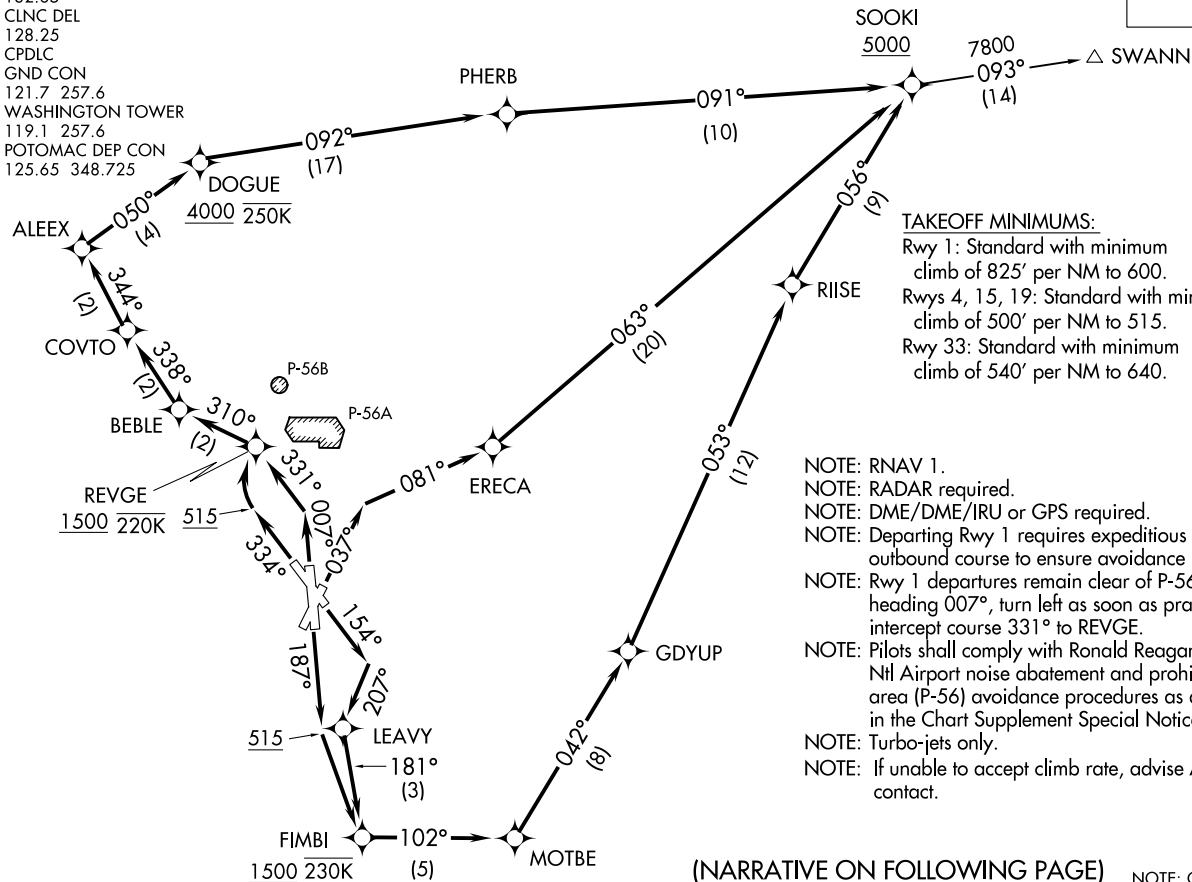 CLNC DEL
128.25
CPDLC
GND CON
121.7 257.6
WASHINGTON TOWER
119.1 257.6
POTOMAC DEP CON
125.65 348.725
SOOKI
5000
7800
093°
(14)
SWANN
PHERB
091°
(10)
092°
(17)
DOGUE
4000 250K
050°
(4)
ALEEX
344°
(2)
COVTO
338°
(2)
BEBLE
310°
(2)
P-56B
P-56A
REVGE
1500 220K
515
331°
007°
334°
037°
081°
ERECA
063°
(20)
056°
(9)
RIISE
053°
(12)
GDYUP
042°
(8)
154°
207°
187°
515
LEAVY
181°
(3)
FIMBI
1500 230K
102°
(5)
MOTBE
TAKEOFF MINIMUMS:
Rwy 1: Standard with minimum
climb of 825' per NM to 600.
Rwys 4, 15, 19: Standard with
climb of 500' per NM to 515.
Rwy 33: Standard with minimum
climb of 540' per NM to 640.
NOTE: RNAV 1.
NOTE: RADAR required.
NOTE: DME/DME/IRU or GPS required.
NOTE: Departing Rwy 1 requires expeditious
outbound course to ensure avoidance
NOTE: Rwy 1 departures remain clear of P-56
heading 007°, turn left as soon as
intercept course 331° to REVGE.
NOTE: Pilots shall comply with Ronald Reagan
Ntl Airport noise abatement and
area (P-56) avoidance procedures as
in the Chart Supplement Special
NOTE: Turbo-jets only.
NOTE: If unable to accept climb rate, advise
contact.
(NARRATIVE ON FOLLOWING PAGE)
NOTE: